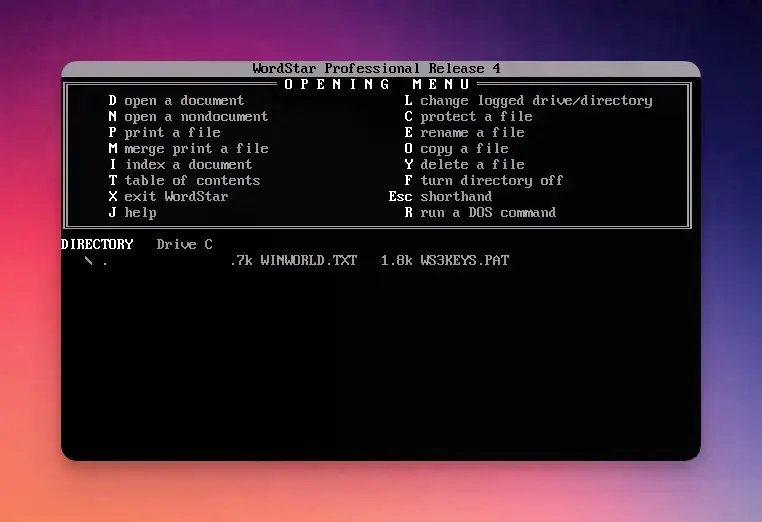 WordStar Professional Release 4
OPENING MENU
D open a document L change logged drive/directory
N open a nondocument C protect a file
P print a file E rename a file
M merge print a file O copy a file
I index a document Y delete a file
T table of contents F turn directory off
X exit WordStar Esc shorthand
J help R run a DOS command
DIRECTORY Drive C
\ . .7k WINWORLD.TXT 1.8k WS3KEYS.PAT